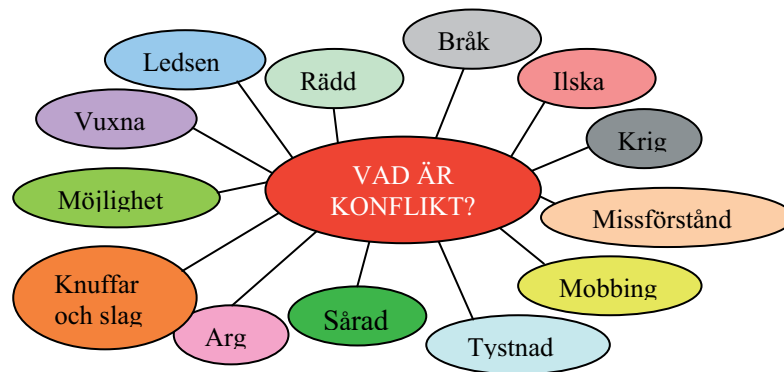 Bråk
Ledsen
Rädd
Ilska
Vuxna
Krig
VAD ÄR
KONFLIKT?
Möjlighet
Missförstånd
Knuffar
och slag
Mobbing
Sårad
Arg
Tystnad